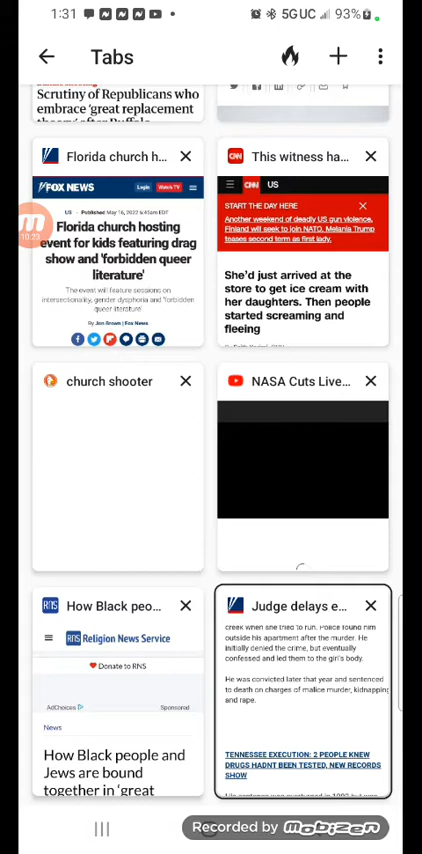 1:31 5GUC 93%
Tabs
Scrutiny of Republicans who
embrace 'great replacement
theory' after Buffalo
Florida church h...
FOX NEWS Login Watch TV
US · Published May 16, 2022 6:45am EDT
Florida church hosting
event for kids featuring drag
show and 'forbidden queer
literature'
The event will feature sessions on
intersectionality, gender dysphoria and 'forbidden
queer literature'
By Jon Brown | Fox News
10:23
This witness ha...
CNN US
START THE DAY HERE
Another weekend of deadly US gun violence,
Finland will seek to join NATO, Melania Trump
teases second term as first lady.
She'd just arrived at the
store to get ice cream with
her daughters. Then people
started screaming and
fleeing
church shooter
NASA Cuts Live...
How Black peo...
RNS Religion News Service
Donate to RNS
AdChoices Sponsored
News
How Black people and
Jews are bound
together in 'great
Judge delays e...
creek when she tried to run. Police found him
outside his apartment after the murder. He
initially denied the crime, but eventually
confessed and led them to the girl's body.
He was convicted later that year and sentenced
to death on charges of malice murder, kidnapping
and rape.
TENNESSEE EXECUTION: 2 PEOPLE KNEW
DRUGS HADNT BEEN TESTED, NEW RECORDS
SHOW
Recorded by mobizen